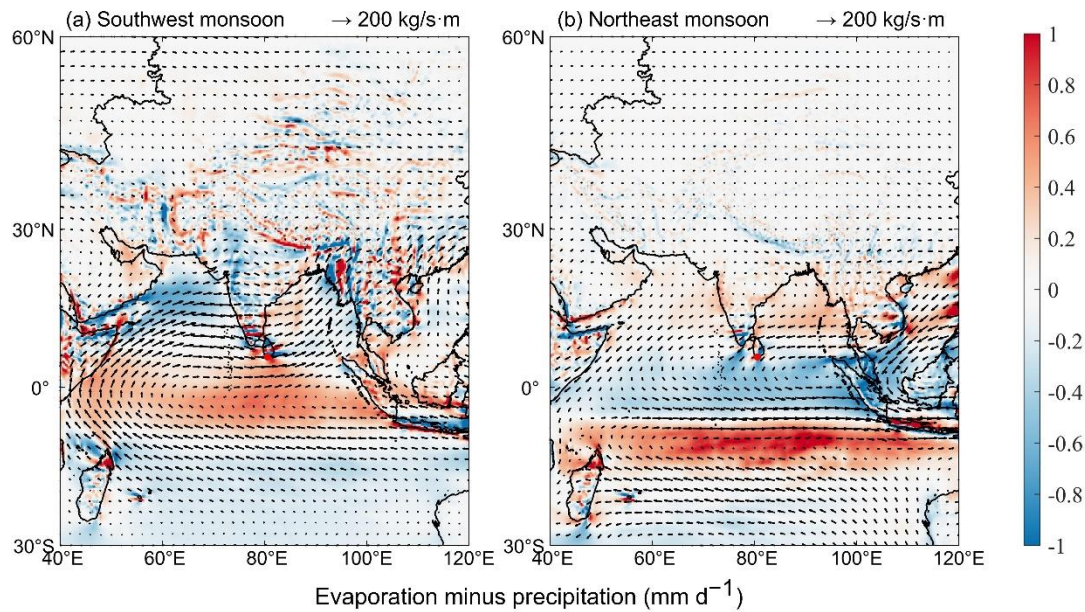 (a) Southwest monsoon → 200 kg/s·m
(b) Northeast monsoon → 200 kg/s·m
60°N
30°N
0°
30°S
40°E
60°E
80°E
100°E
120°E
60°N
30°N
0°
30°S
40°E
60°E
80°E
100°E
120°E
1
0.8
0.6
0.4
0.2
0
-0.2
-0.4
-0.6
-0.8
-1
Evaporation minus precipitation (mm d⁻¹)